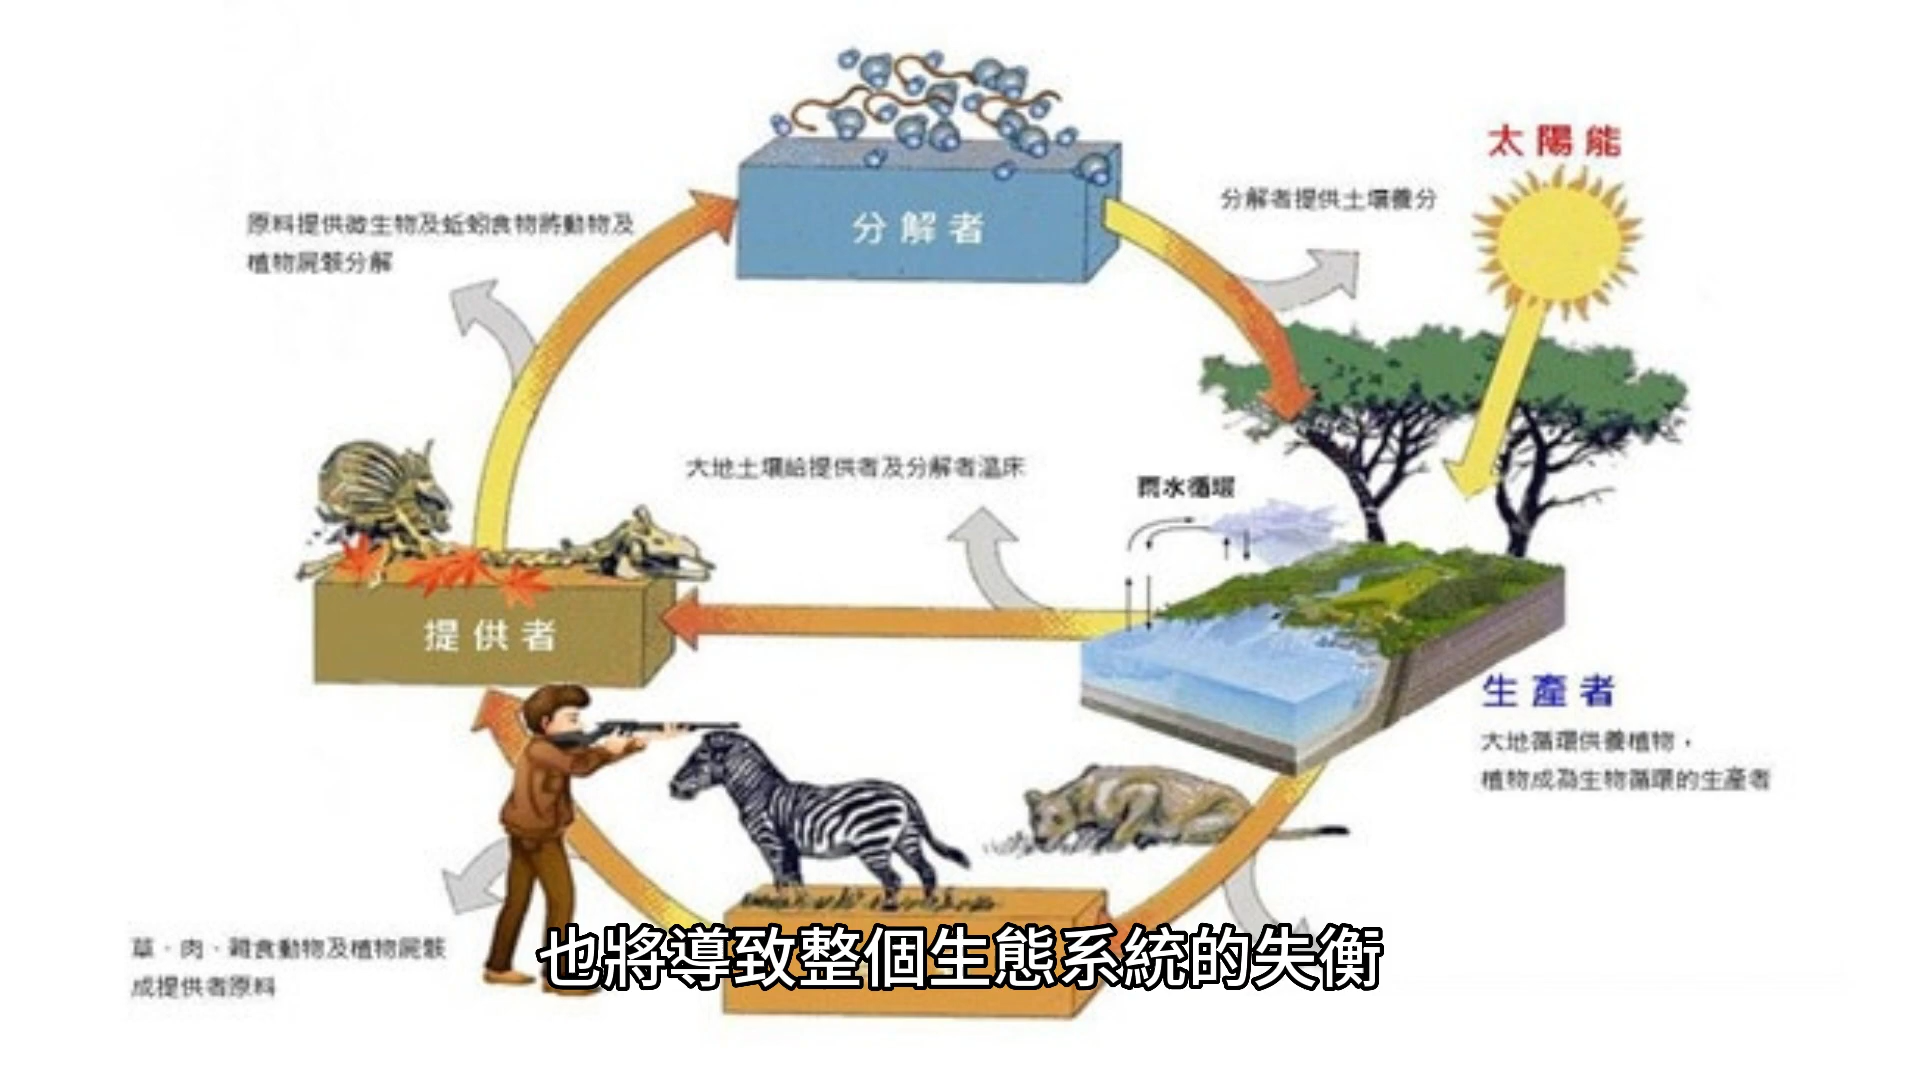 太陽能
分解者提供土壤養分
原料提供微生物及蚯蚓食物將動物及
植物屍骸分解
分解者
大地土壤給提供者及分解者溫床
雨水循環
提供者
生產者
大地循環供養植物，
植物成為生物循環的生產者
草、肉、雜食動物及植物屍骸
成提供者原料
也將導致整個生態系統的失衡